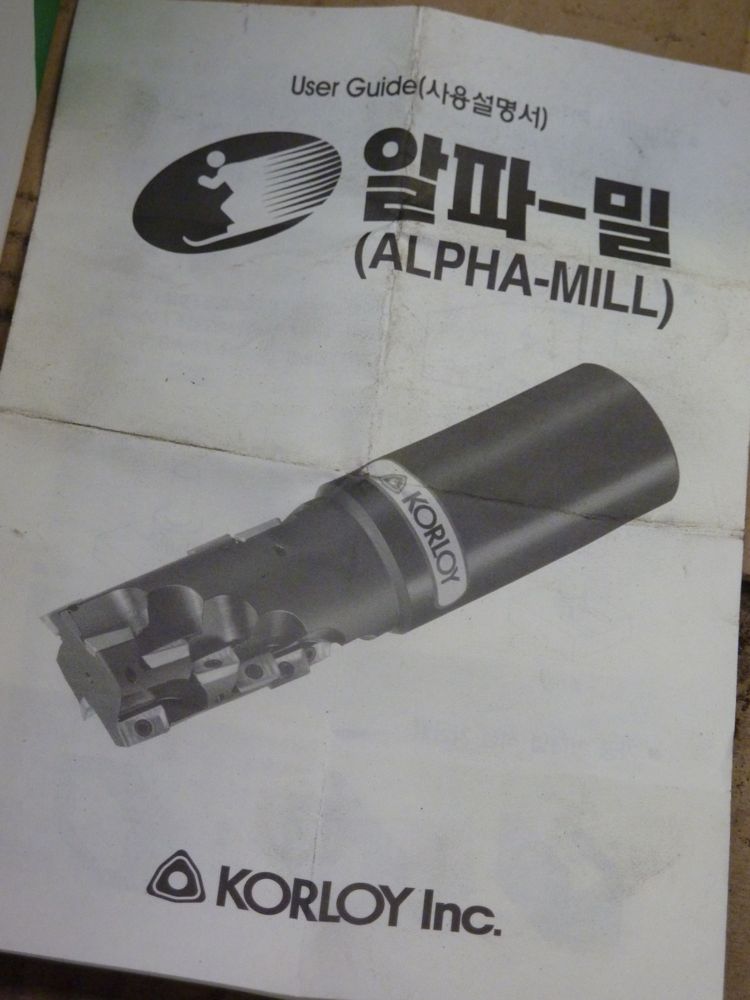 User Guide(사용설명서)
알파-밀
(ALPHA-MILL)
KORLOY
KORLOY Inc.